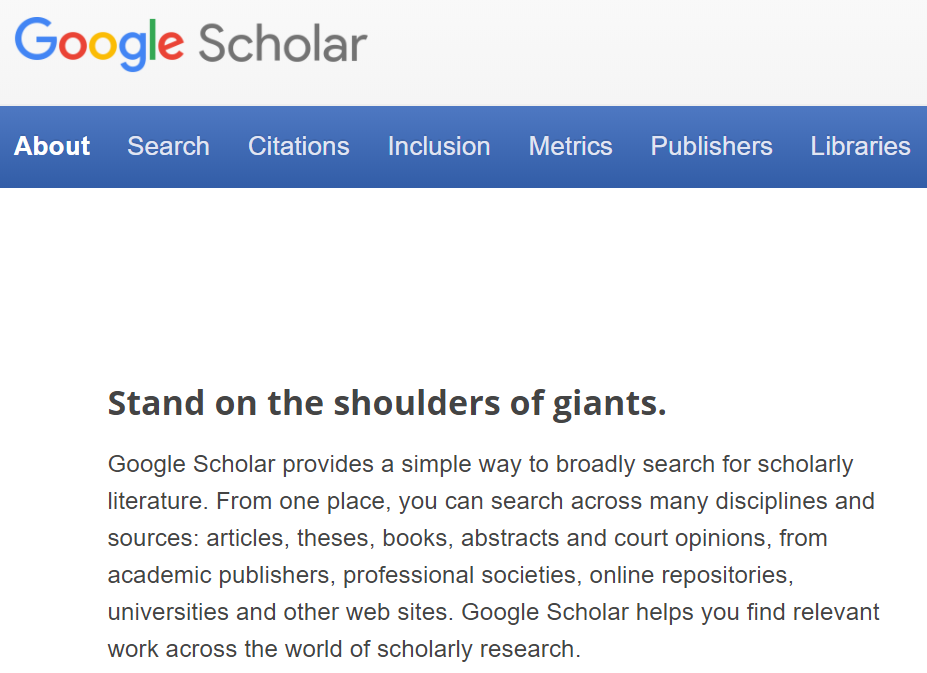 Google Scholar
About Search Citations Inclusion Metrics Publishers Libraries
Stand on the shoulders of giants.
Google Scholar provides a simple way to broadly search for scholarly
literature. From one place, you can search across many disciplines and
sources: articles, theses, books, abstracts and court opinions, from
academic publishers, professional societies, online repositories,
universities and other web sites. Google Scholar helps you find relevant
work across the world of scholarly research.